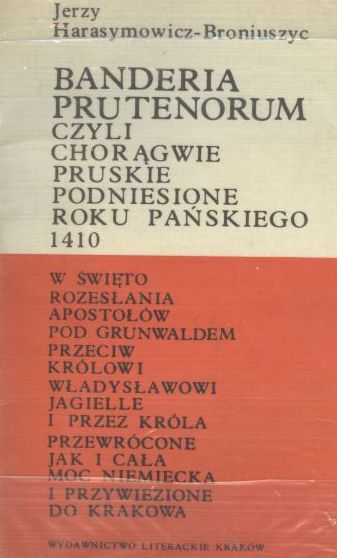 Jerzy
Harasymowicz-Broniuszyc
BANDERIA
PRUTENORUM
CZYLI
CHORĄGWIE
PRUSKIE
PODNIESIONE
ROKU PAŃSKIEGO
1410
W ŚWIĘTO
ROZESŁANIA
APOSTOŁÓW
POD GRUNWALDEM
PRZECIW
KRÓLOWI
WŁADYSŁAWOWI
JAGIELLE
I PRZEZ KRÓLA
PRZEWRÓCONE
JAK I CAŁA
MOC NIEMIECKA
I PRZYWIEZIONE
DO KRAKOWA
WYDAWNICTWO LITERACKIE KRAKÓW